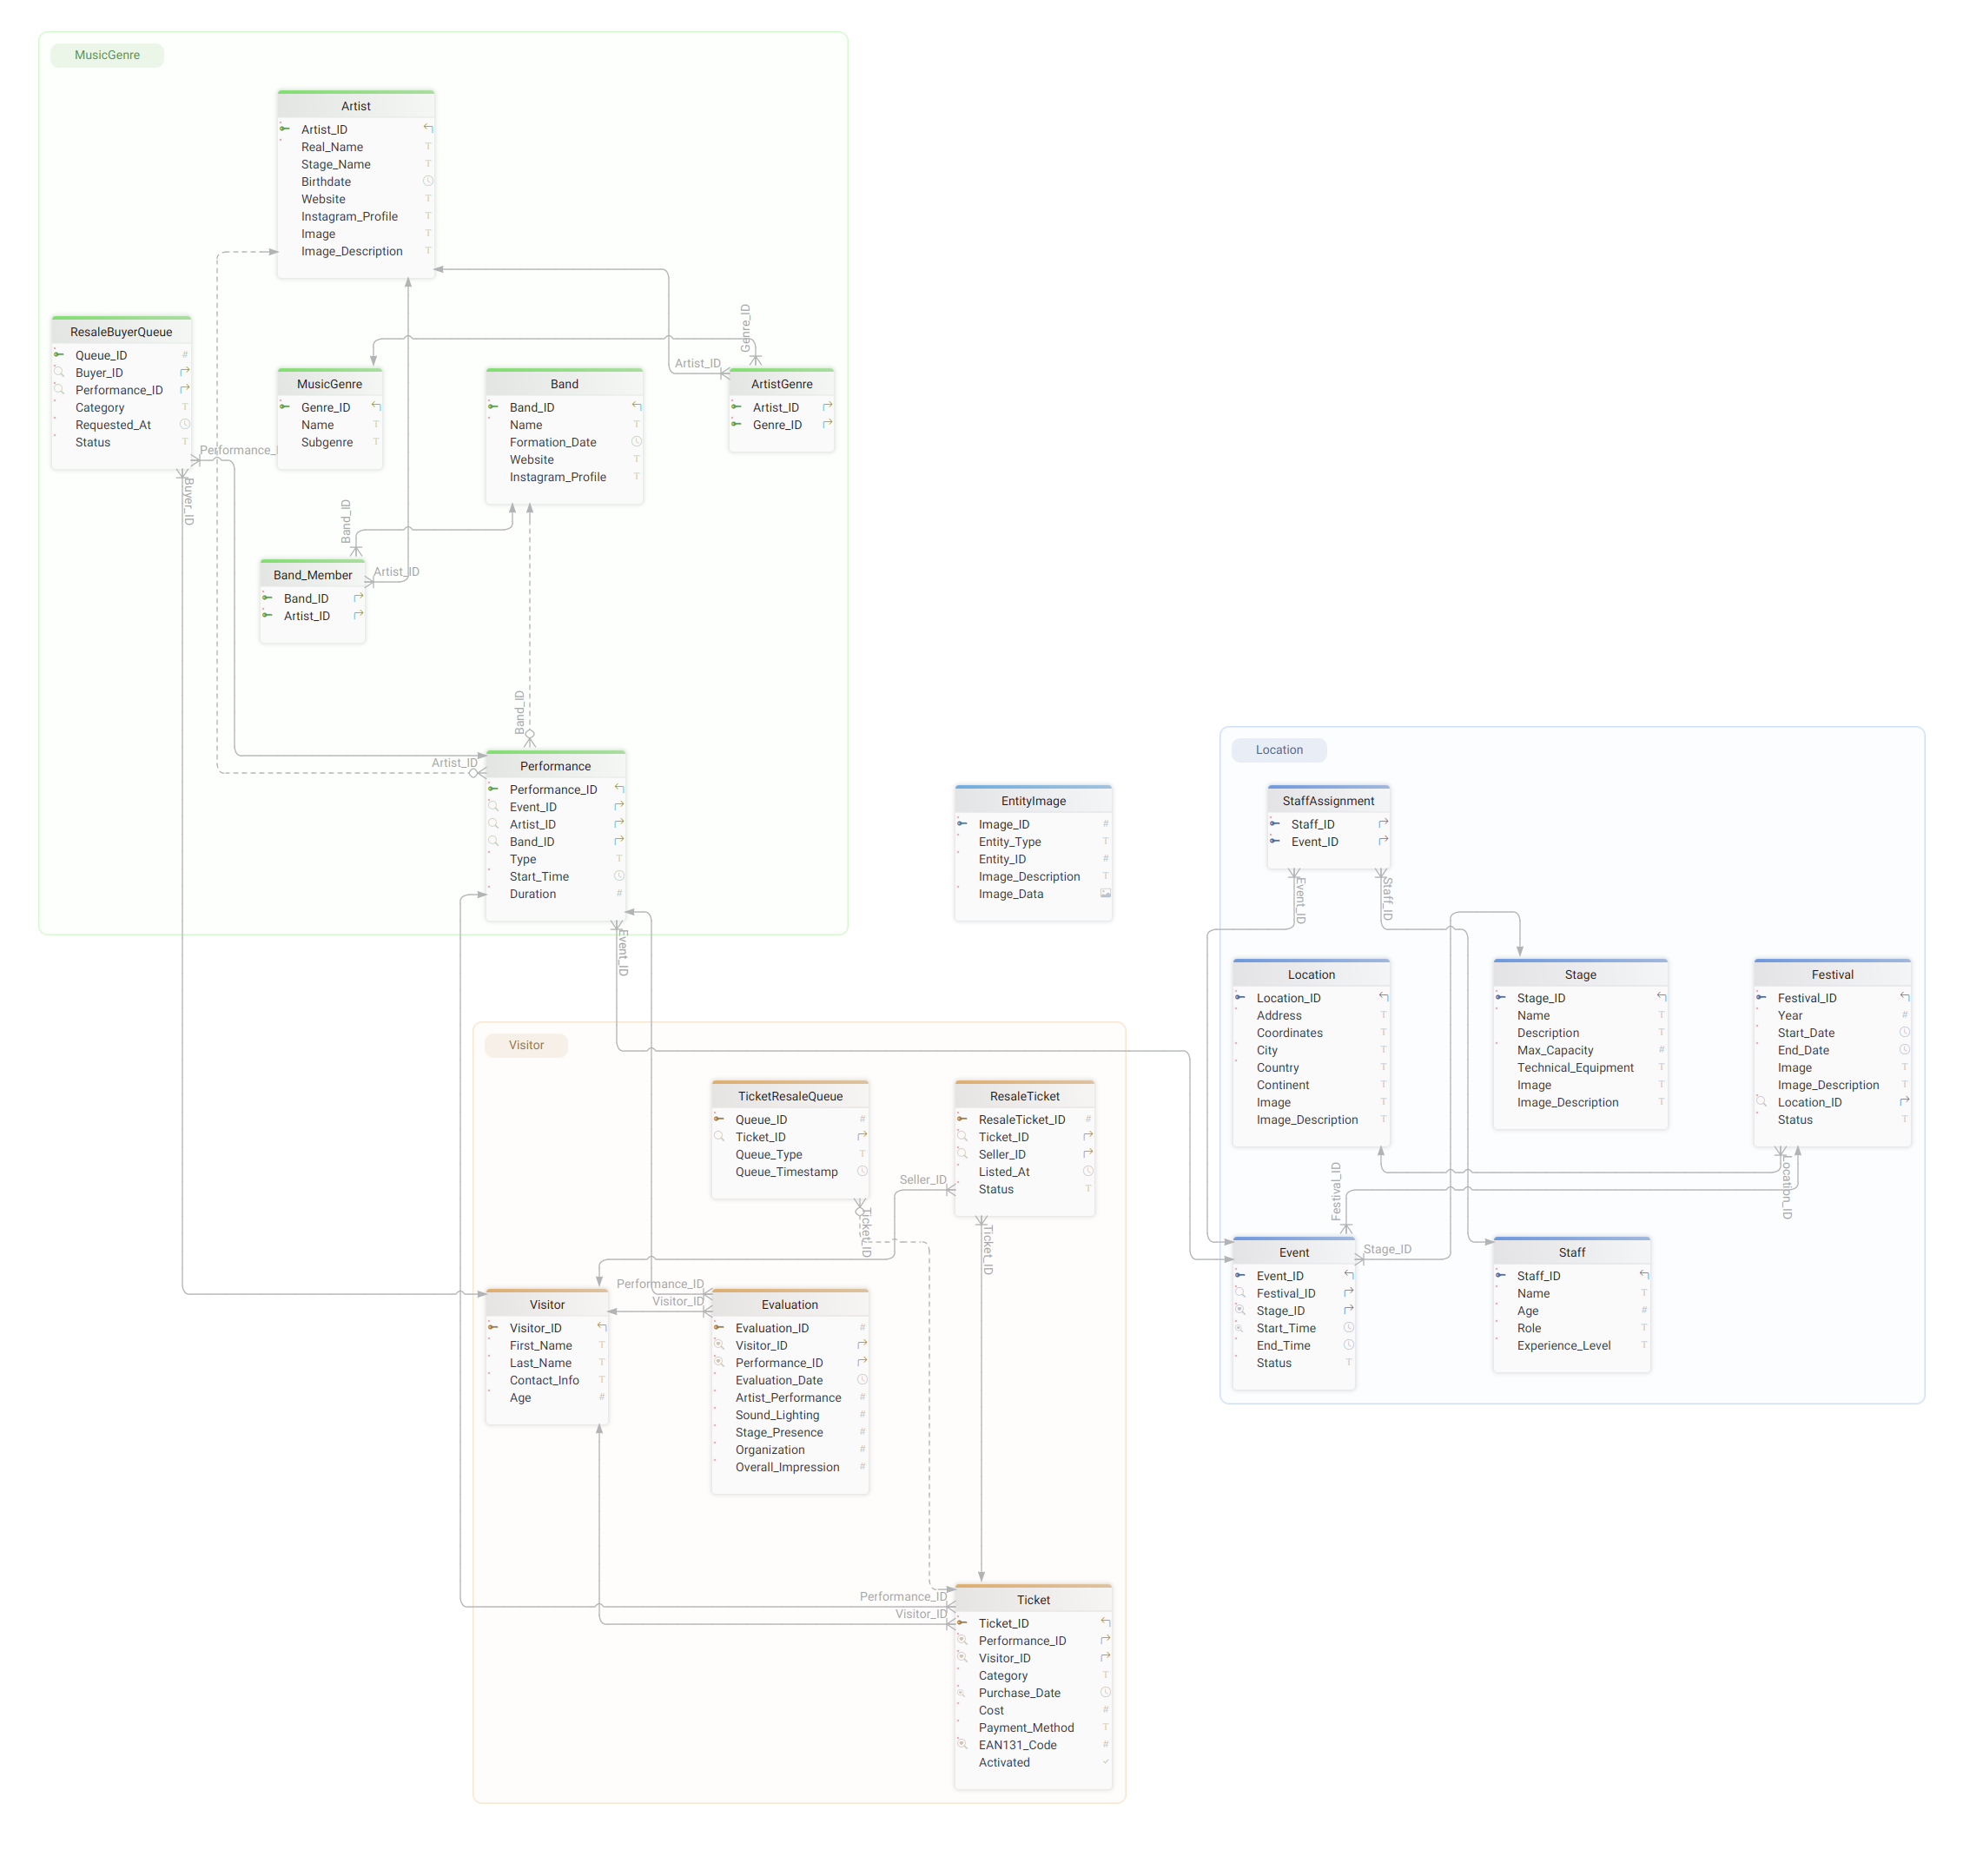 MusicGenre
Artist
Artist_ID
Real_Name
Stage_Name
Birthdate
Website
Instagram_Profile
Image
Image_Description
ResaleBuyerQueue
Queue_ID
Buyer_ID
Performance_ID
Category
Requested_At
Status
MusicGenre
Genre_ID
Name
Subgenre
Band
Band_ID
Name
Formation_Date
Website
Instagram_Profile
ArtistGenre
Artist_ID
Genre_ID
Genre_ID
Artist_ID
Performance_I
Buyer_ID
Band_ID
Artist_ID
Band_Member
Band_ID
Artist_ID
Band_ID
Artist_ID
Performance
Performance_ID
Event_ID
Artist_ID
Band_ID
Type
Start_Time
Duration
Event_ID
EntityImage
Image_ID
Entity_Type
Entity_ID
Image_Description
Image_Data
Location
StaffAssignment
Staff_ID
Event_ID
Event_ID
Staff_ID
Location
Location_ID
Address
Coordinates
City
Country
Continent
Image
Image_Description
Stage
Stage_ID
Name
Description
Max_Capacity
Technical_Equipment
Image
Image_Description
Festival
Festival_ID
Year
Start_Date
End_Date
Image
Image_Description
Location_ID
Status
Festival_ID
Location_ID
Event
Event_ID
Festival_ID
Stage_ID
Start_Time
End_Time
Status
Stage_ID
Staff
Staff_ID
Name
Age
Role
Experience_Level
Visitor
TicketResaleQueue
Queue_ID
Ticket_ID
Queue_Type
Queue_Timestamp
ResaleTicket
ResaleTicket_ID
Ticket_ID
Seller_ID
Listed_At
Status
Seller_ID
Ticket_ID
Ticket_ID
Performance_ID
Visitor_ID
Visitor
Visitor_ID
First_Name
Last_Name
Contact_Info
Age
Evaluation
Evaluation_ID
Visitor_ID
Performance_ID
Evaluation_Date
Artist_Performance
Sound_Lighting
Stage_Presence
Organization
Overall_Impression
Performance_ID
Visitor_ID
Ticket
Ticket_ID
Performance_ID
Visitor_ID
Category
Purchase_Date
Cost
Payment_Method
EAN131_Code
Activated